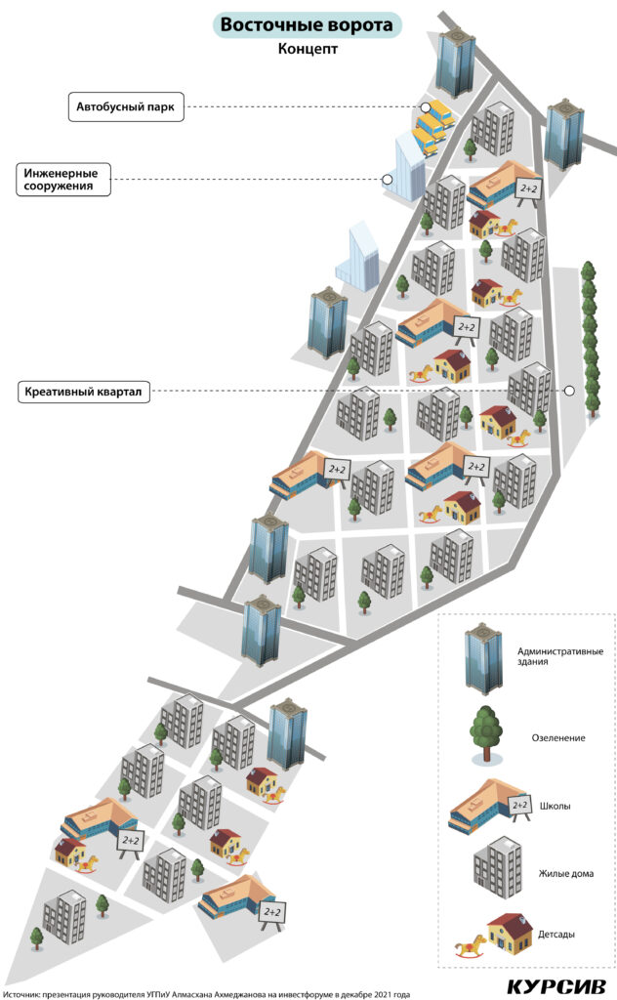 Восточные ворота
Концепт
Автобусный парк
Инженерные
сооружения
2+2
2+2
Креативный квартал
2+2
2+2
Административные
здания
Озеленение
2+2
Школы
2+2
Жилые дома
2+2
Детсады
Источник: презентация руководителя УГПиУ Алмасхана Ахмеджанова на инвестфоруме в декабре 2021 года
КУРСИВ